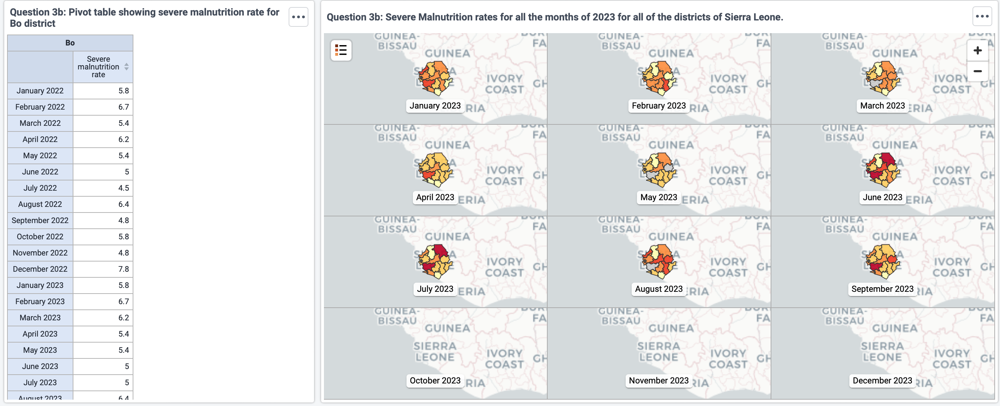 Question 3b: Pivot table showing severe malnutrition rate for
Bo district
Bo
Severe
malnutrition
rate
January 2022 5.8
February 2022 6.7
March 2022 5.4
April 2022 6.2
May 2022 5.4
June 2022 5
July 2022 4.5
August 2022 6.4
September 2022 4.8
October 2022 5.8
November 2022 4.8
December 2022 7.8
January 2023 5.8
February 2023 6.7
March 2023 6.2
April 2023 5.4
May 2023 5.4
June 2023 5
July 2023 5
August 2023 6.4
Question 3b: Severe Malnutrition rates for all the months of 2023 for all of the districts of Sierra Leone.
GUINEA-
BISSAU
FA
GUINEA
IVORY
COAST
GH
January 2023
RIA
GUINEA-
BISSAU
FA
GUINEA
IVORY
COAST
GH
February 2023
RIA
GUINEA-
BISSAU
FA
+
GUINEA
−
IVORY
COAST
GH
March 2023
ERIA
GUINEA-
BISSAU
FA
GUINEA
IVORY
COAST
GH
April 2023
ERIA
GUINEA-
BISSAU
FA
GUINEA
IVORY
COAST
GH
May 2023
ERIA
GUINEA-
BISSAU
FA
GUINEA
IVORY
COAST
GH
June 2023
ERIA
GUINEA-
BISSAU
FA
GUINEA
IVORY
COAST
GH
July 2023
ERIA
GUINEA-
BISSAU
FA
GUINEA
IVORY
COAST
GH
August 2023
ERIA
GUINEA-
BISSAU
FA
GUINEA
IVORY
COAST
GH
September 2023
RIA
GUINEA-
BISSAU
FA
GUINEA
SIERRA
LEONE
IVORY
COAST
GH
October 2023
RIA
GUINEA-
BISSAU
FA
GUINEA
SIERRA
LEONE
IVORY
COAST
GH
November 2023
RIA
GUINEA-
BISSAU
FA
GUINEA
SIERRA
LEONE
IVORY
COAST
GH
December 2023
RIA